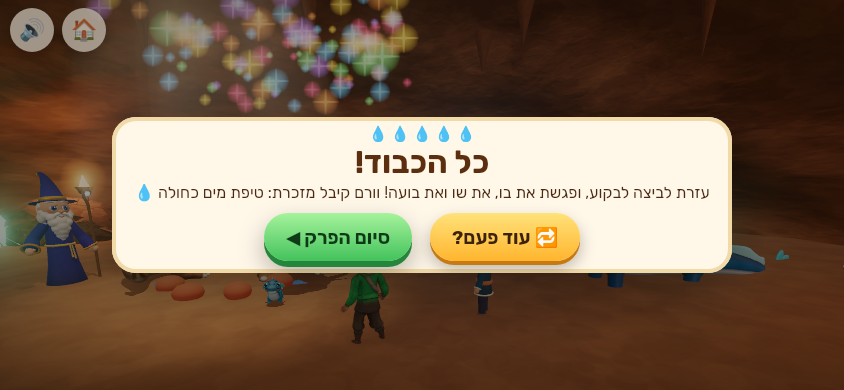 כל הכבוד!
עזרת לביצה לבקוע, ופגשת את בו, את שו ואת בועה! וורם קיבל מזכרת: טיפת מים כחולה 💧
🔁 עוד פעם?
סיום הפרק ◀